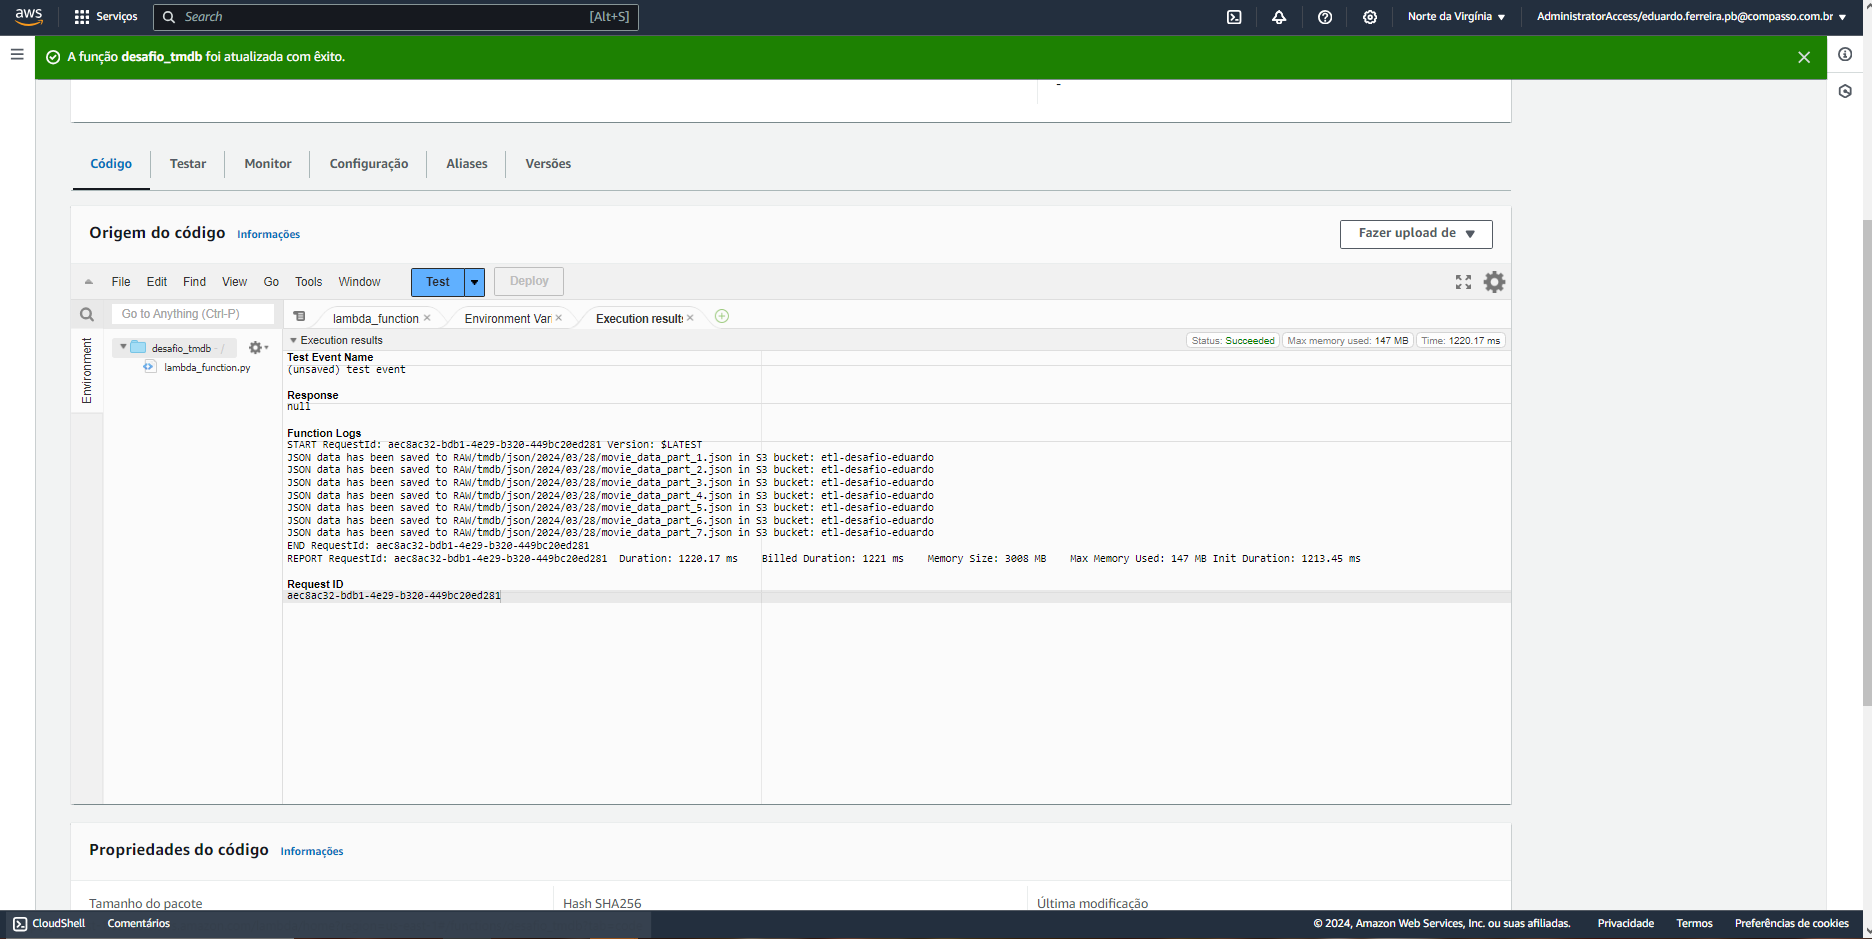 aws
Serviços
Search
[Alt+S]
Norte da Virgínia
AdministratorAccess/eduardo.ferreira.pb@compasso.com.br
A função desafio_tmdb foi atualizada com êxito.
-
Código
Testar
Monitor
Configuração
Aliases
Versões
Origem do código
Informações
Fazer upload de
File
Edit
Find
View
Go
Tools
Window
Test
Deploy
Go to Anything (Ctrl-P)
lambda_function
Environment Var
Execution results
Environment
desafio_tmdb - /
lambda_function.py
Execution results
Status: Succeeded
Max memory used: 147 MB
Time: 1220.17 ms
Test Event Name
(unsaved) test event
Response
null
Function Logs
START RequestId: aec8ac32-bdb1-4e29-b320-449bc20ed281 Version: $LATEST
JSON data has been saved to RAW/tmdb/json/2024/03/28/movie_data_part_1.json in S3 bucket: etl-desafio-eduardo
JSON data has been saved to RAW/tmdb/json/2024/03/28/movie_data_part_2.json in S3 bucket: etl-desafio-eduardo
JSON data has been saved to RAW/tmdb/json/2024/03/28/movie_data_part_3.json in S3 bucket: etl-desafio-eduardo
JSON data has been saved to RAW/tmdb/json/2024/03/28/movie_data_part_4.json in S3 bucket: etl-desafio-eduardo
JSON data has been saved to RAW/tmdb/json/2024/03/28/movie_data_part_5.json in S3 bucket: etl-desafio-eduardo
JSON data has been saved to RAW/tmdb/json/2024/03/28/movie_data_part_6.json in S3 bucket: etl-desafio-eduardo
JSON data has been saved to RAW/tmdb/json/2024/03/28/movie_data_part_7.json in S3 bucket: etl-desafio-eduardo
END RequestId: aec8ac32-bdb1-4e29-b320-449bc20ed281
REPORT RequestId: aec8ac32-bdb1-4e29-b320-449bc20ed281 Duration: 1220.17 ms Billed Duration: 1221 ms Memory Size: 3008 MB Max Memory Used: 147 MB Init Duration: 1213.45 ms
Request ID
aec8ac32-bdb1-4e29-b320-449bc20ed281
Propriedades do código
Informações
Tamanho do pacote
Hash SHA256
Última modificação
CloudShell
Comentários
© 2024, Amazon Web Services, Inc. ou suas afiliadas.
Privacidade
Termos
Preferências de cookies